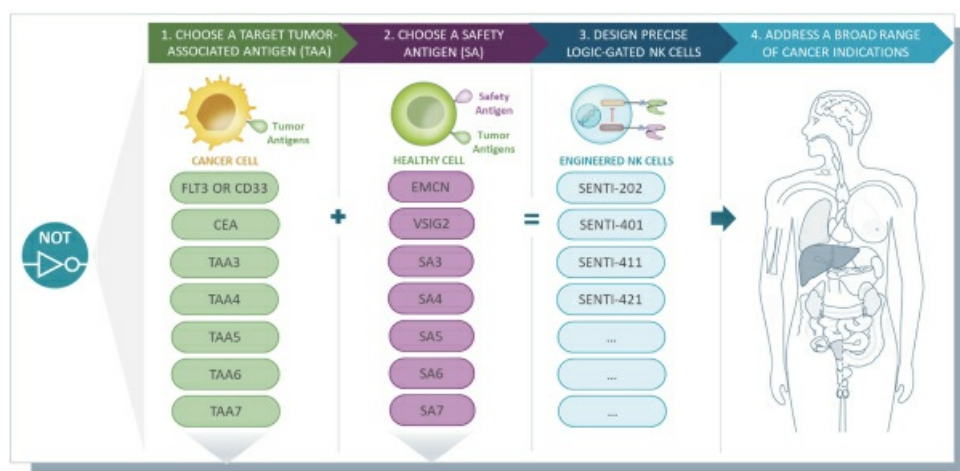 1. CHOOSE A TARGET TUMOR-
ASSOCIATED ANTIGEN (TAA)
2. CHOOSE A SAFETY
ANTIGEN (SA)
3. DESIGN PRECISE
LOGIC-GATED NK CELLS
4. ADDRESS A BROAD RANGE
OF CANCER INDICATIONS
Tumor
Antigens
CANCER CELL
Safety
Antigen
Tumor
Antigens
HEALTHY CELL
ENGINEERED NK CELLS
NOT
FLT3 OR CD33
+
EMCN
=
SENTI-202
CEA
VSIG2
SENTI-401
TAA3
SA3
SENTI-411
TAA4
SA4
SENTI-421
TAA5
SA5
...
TAA6
SA6
...
TAA7
SA7
...